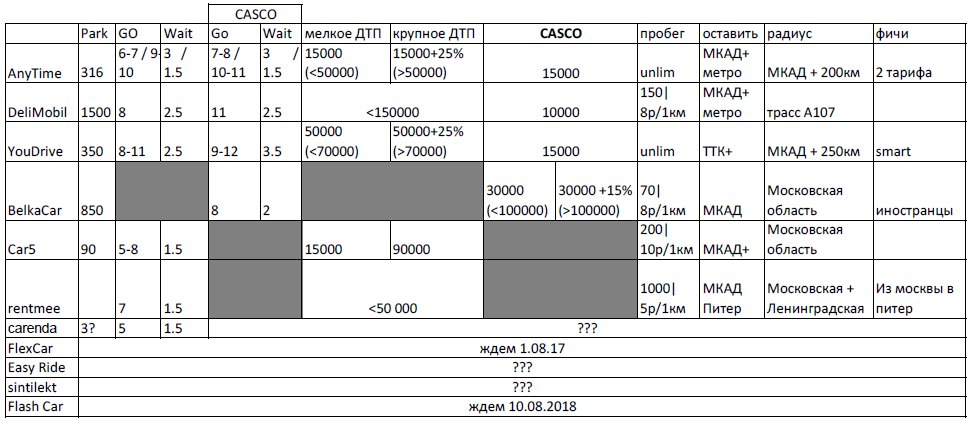 CASCO
Park GO Wait Go Wait мелкое ДТП крупное ДТП CASCO пробег оставить радиус фичи
AnyTime 316 6-7 / 9-10 3 / 1.5 7-8 / 10-11 3 / 1.5 15000 (<50000) 15000+25% (>50000) 15000 unlim МКАД+ метро МКАД + 200км 2 тарифа
DeliMobil 1500 8 2.5 11 2.5 <150000 10000 150| 8р/1км МКАД+ метро трасс А107
YouDrive 350 8-11 2.5 9-12 3.5 50000 (<70000) 50000+25% (>70000) 15000 unlim ТТК+ МКАД + 250км smart
BelkaCar 850 8 2 30000 (<100000) 30000 +15% (>100000) 70| 8р/1км МКАД Московская область иностранцы
Car5 90 5-8 1.5 15000 90000 200| 10р/1км МКАД+ Московская область
rentmee 7 1.5 <50 000 1000| 5р/1км МКАД Питер Московская + Ленинградская Из москвы в питер
carenda 3? 5 1.5 ???
FlexCar ждем 1.08.17
Easy Ride ???
sintilekt ???
Flash Car ждем 10.08.2018